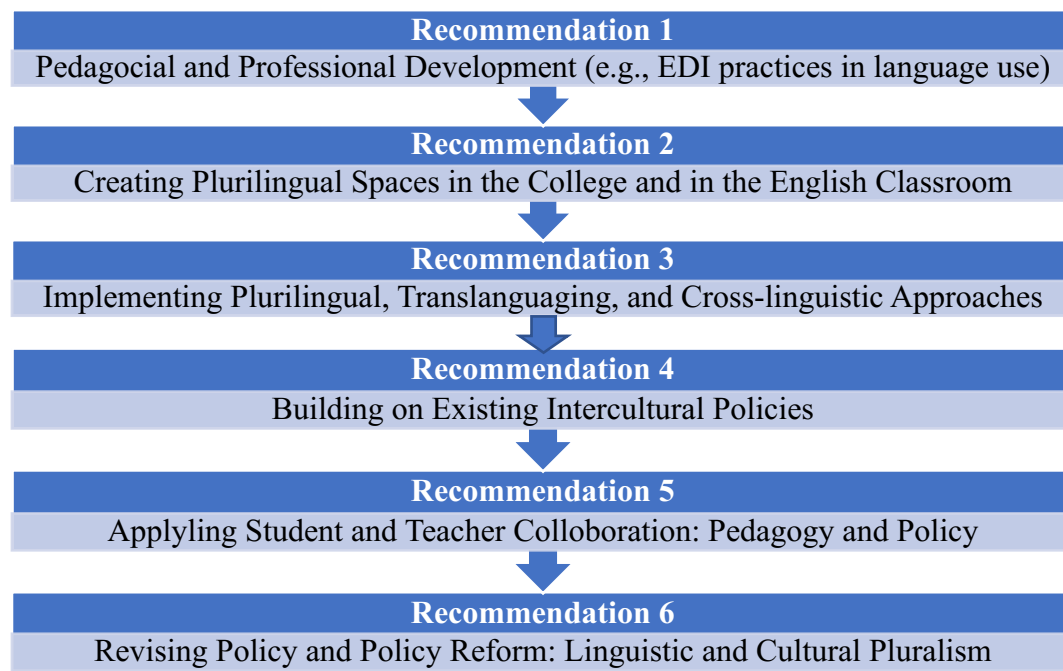 Recommendation 1
Pedagocial and Professional Development (e.g., EDI practices in language use)
Recommendation 2
Creating Plurilingual Spaces in the College and in the English Classroom
Recommendation 3
Implementing Plurilingual, Translanguaging, and Cross-linguistic Approaches
Recommendation 4
Building on Existing Intercultural Policies
Recommendation 5
Applyling Student and Teacher Colloboration: Pedagogy and Policy
Recommendation 6
Revising Policy and Policy Reform: Linguistic and Cultural Pluralism